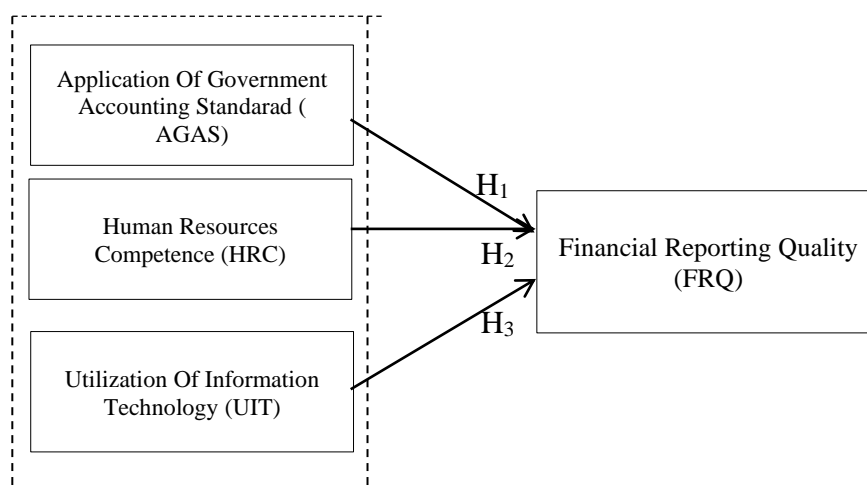 Application Of Government
Accounting Standarad (
AGAS)
H₁
Human Resources
Competence (HRC)
H₂
Financial Reporting Quality
(FRQ)
H₃
Utilization Of Information
Technology (UIT)